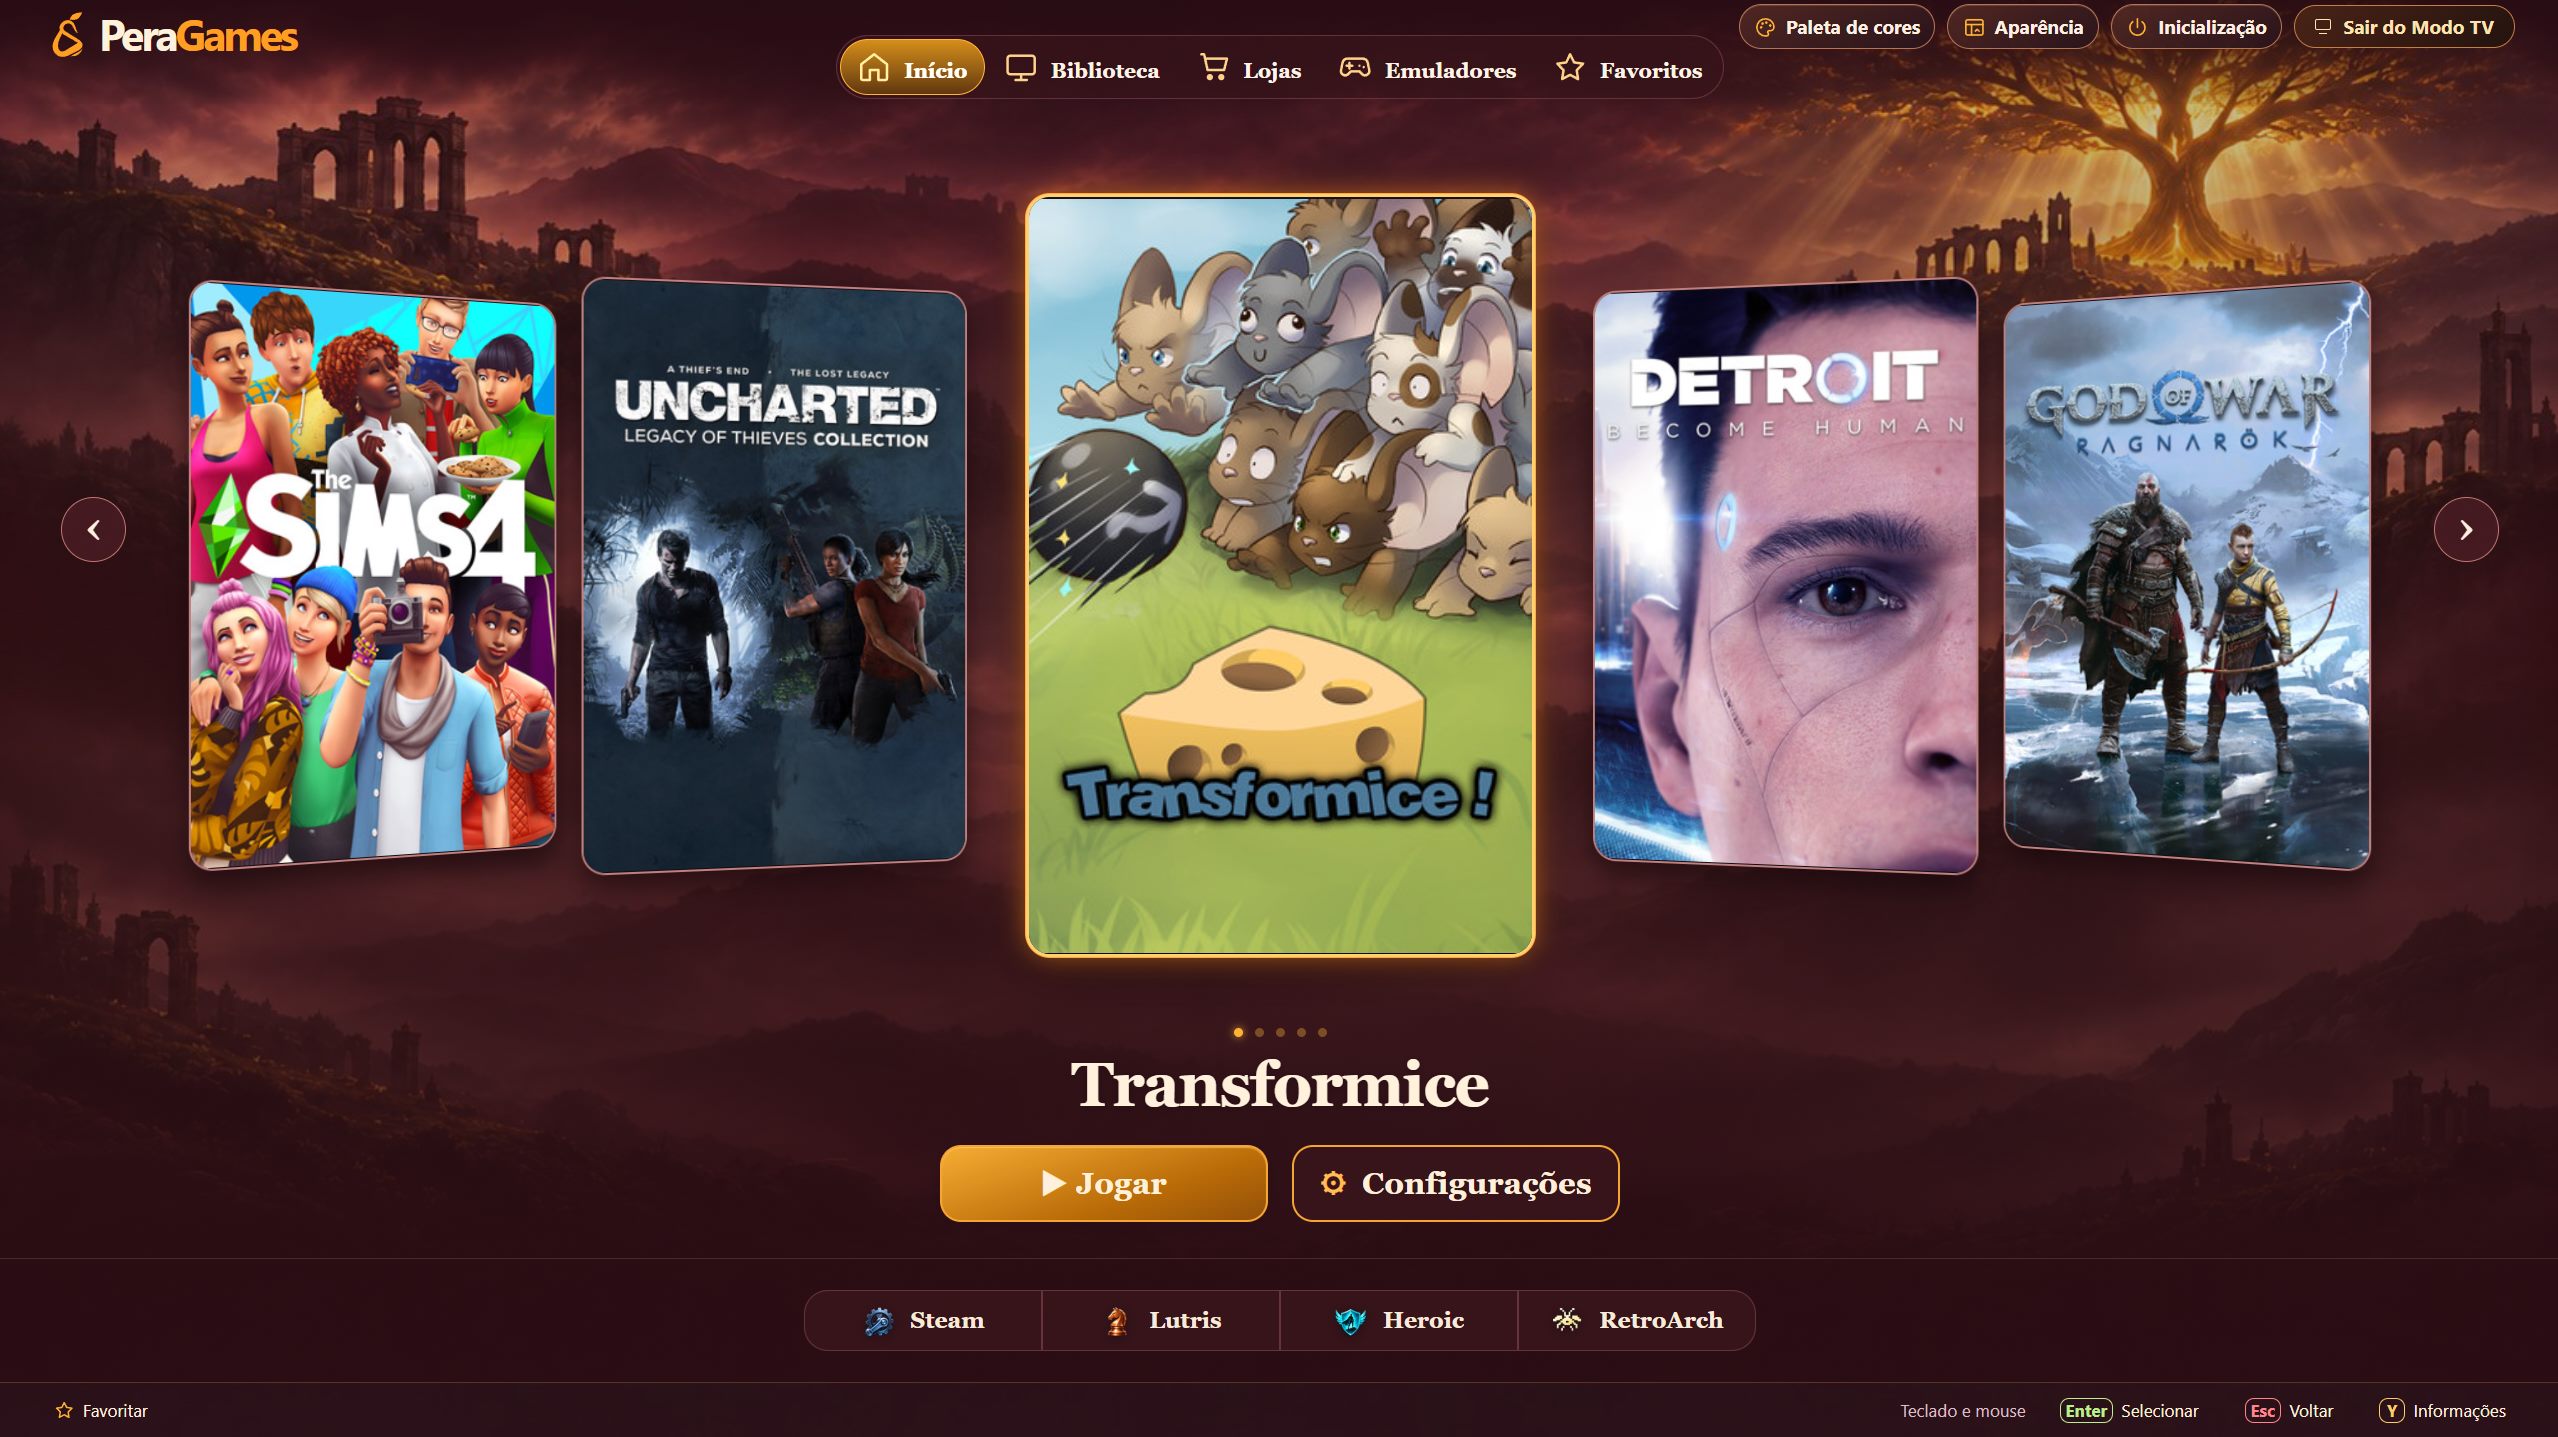 PeraGames
Início
Biblioteca
Lojas
Emuladores
Favoritos
Paleta de cores
Aparência
Inicialização
Sair do Modo TV
The
SIMS 4
A THIEF'S END · THE LOST LEGACY
UNCHARTED
LEGACY OF THIEVES COLLECTION
Transformice !
DETROIT
BECOME HUMAN
GOD OF WAR
RAGNARÖK
Transformice
Jogar
Configurações
Steam
Lutris
Heroic
RetroArch
Favoritar
Teclado e mouse
Enter Selecionar
Esc Voltar
Y Informações